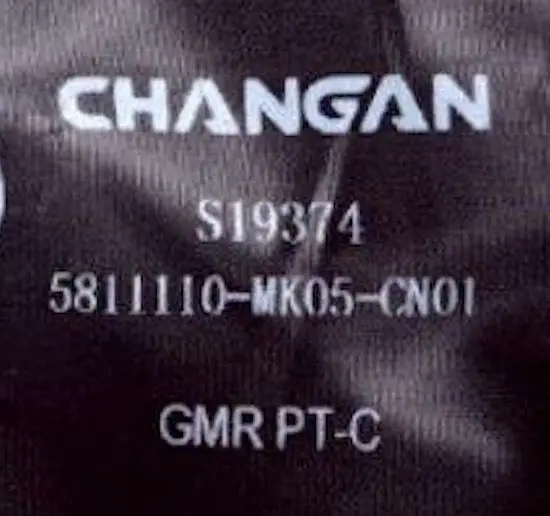 CHANGAN
S19374
5811110-MK05-CN01
GMR PT-C